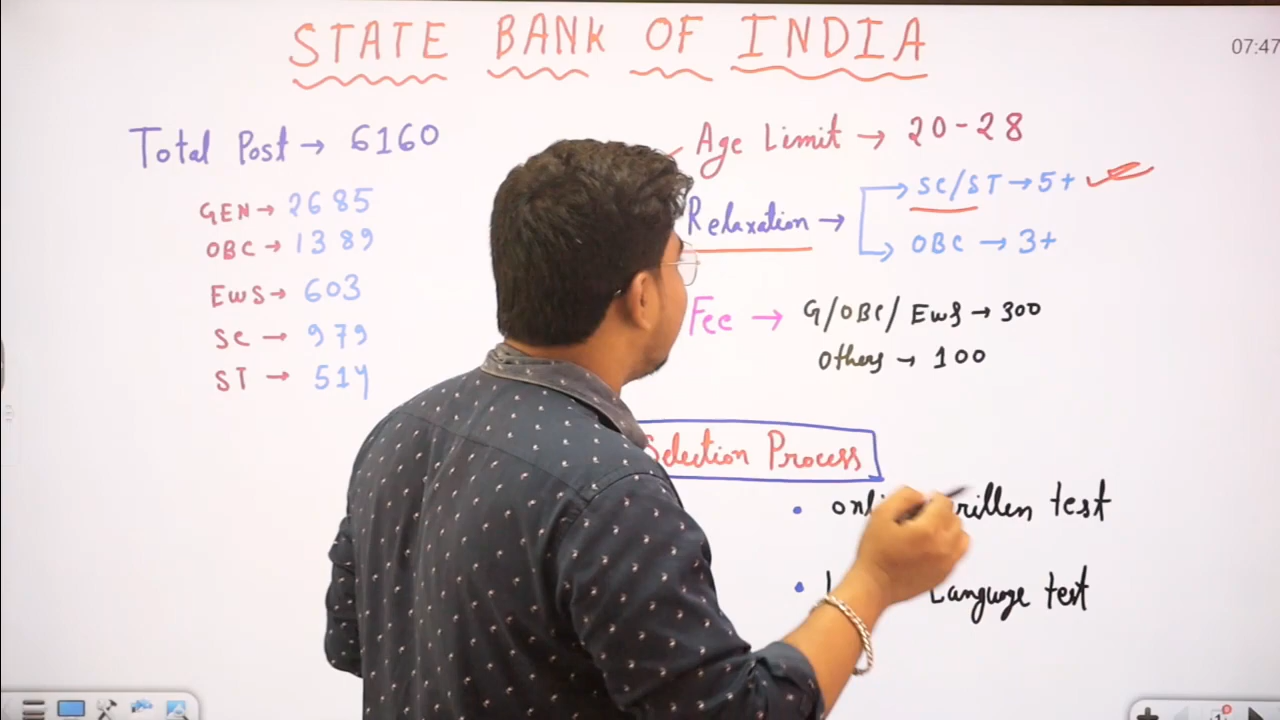 STATE BANK OF INDIA
07:47
Total Post → 6160
GEN → 2685
OBC → 1389
EWS → 603
SC → 979
ST → 514
Age Limit → 20-28
Relaxation →
SC/ST → 5+
OBC → 3+
Fee →
G/OBC/EWS → 300
Others → 100
Selection Process
• test
• Language test